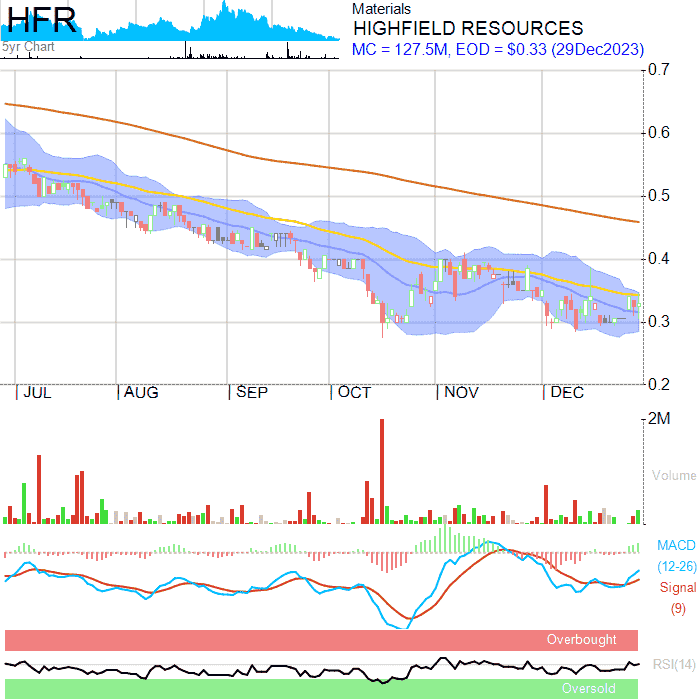 HFR
5yr Chart
Materials
HIGHFIELD RESOURCES
MC = 127.5M, EOD = $0.33 (29Dec2023)
0.7
0.6
0.5
0.4
0.3
0.2
JUL AUG SEP OCT NOV DEC
2M
Volume
MACD
(12-26)
Signal
(9)
Overbought
RSI(14)
Oversold